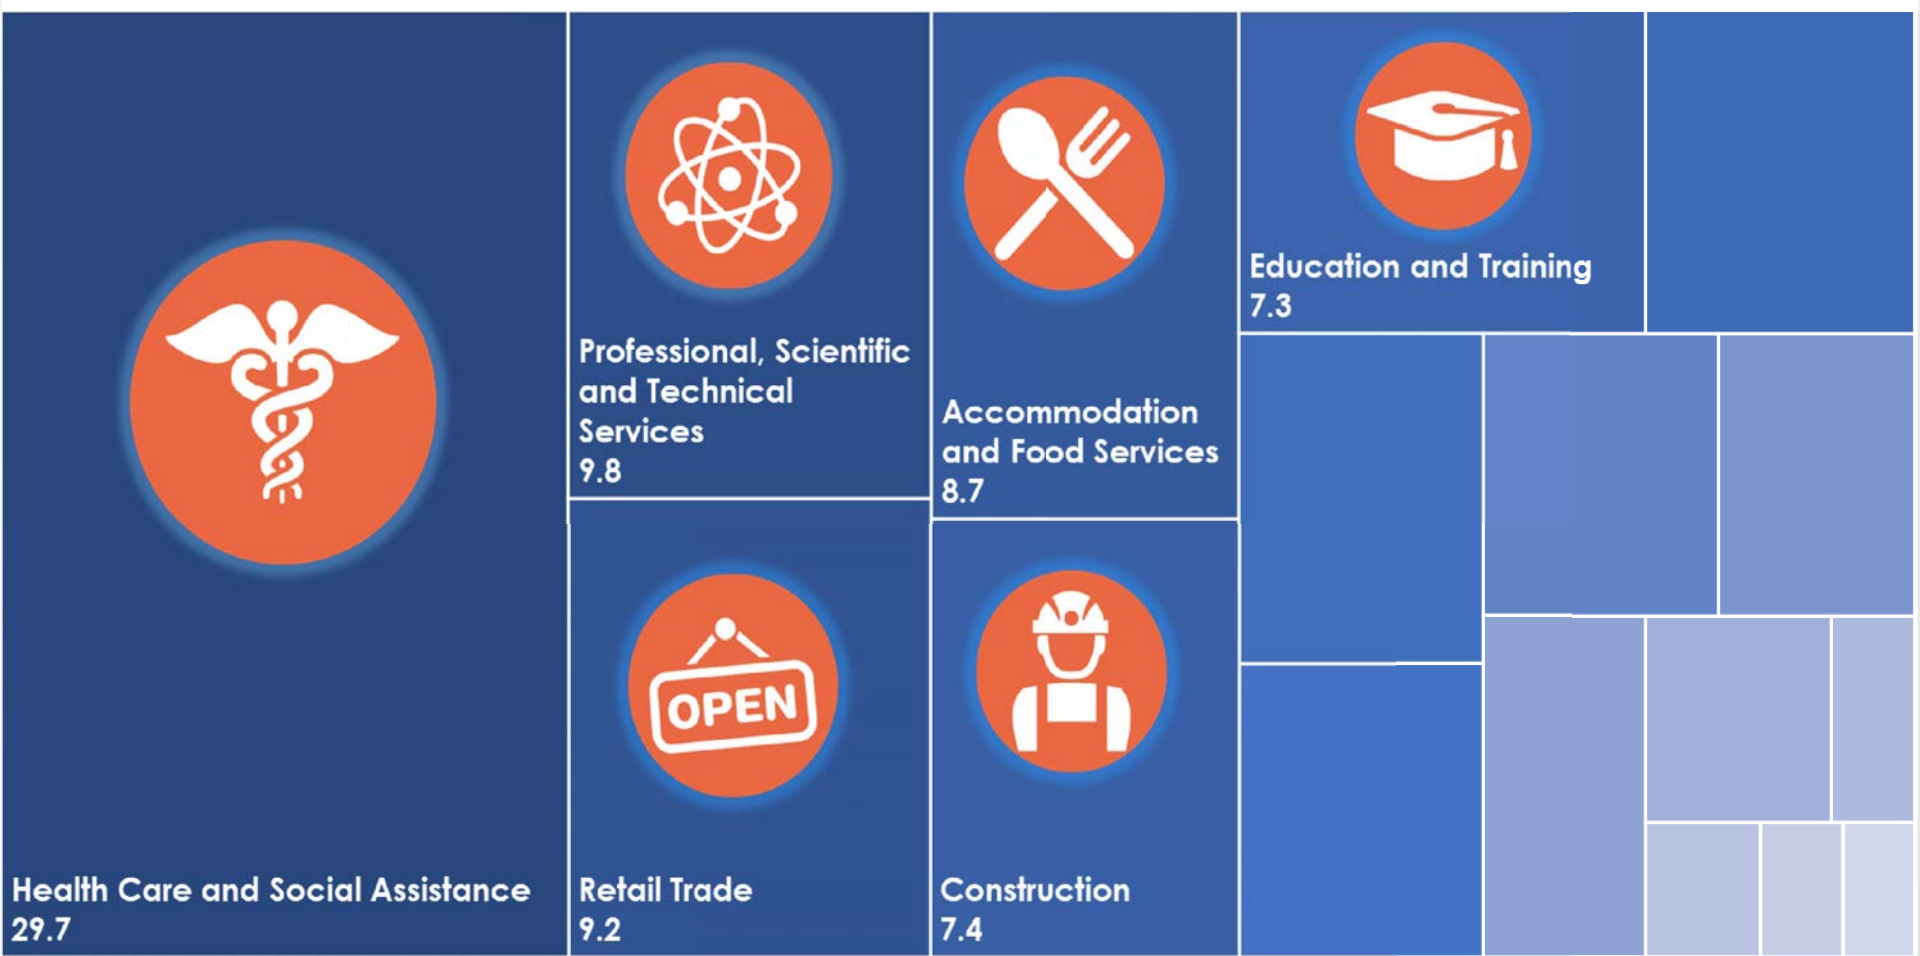 Health Care and Social Assistance
29.7
Professional, Scientific
and Technical
Services
9.8
OPEN
Retail Trade
9.2
Accommodation
and Food Services
8.7
Construction
7.4
Education and Training
7.3